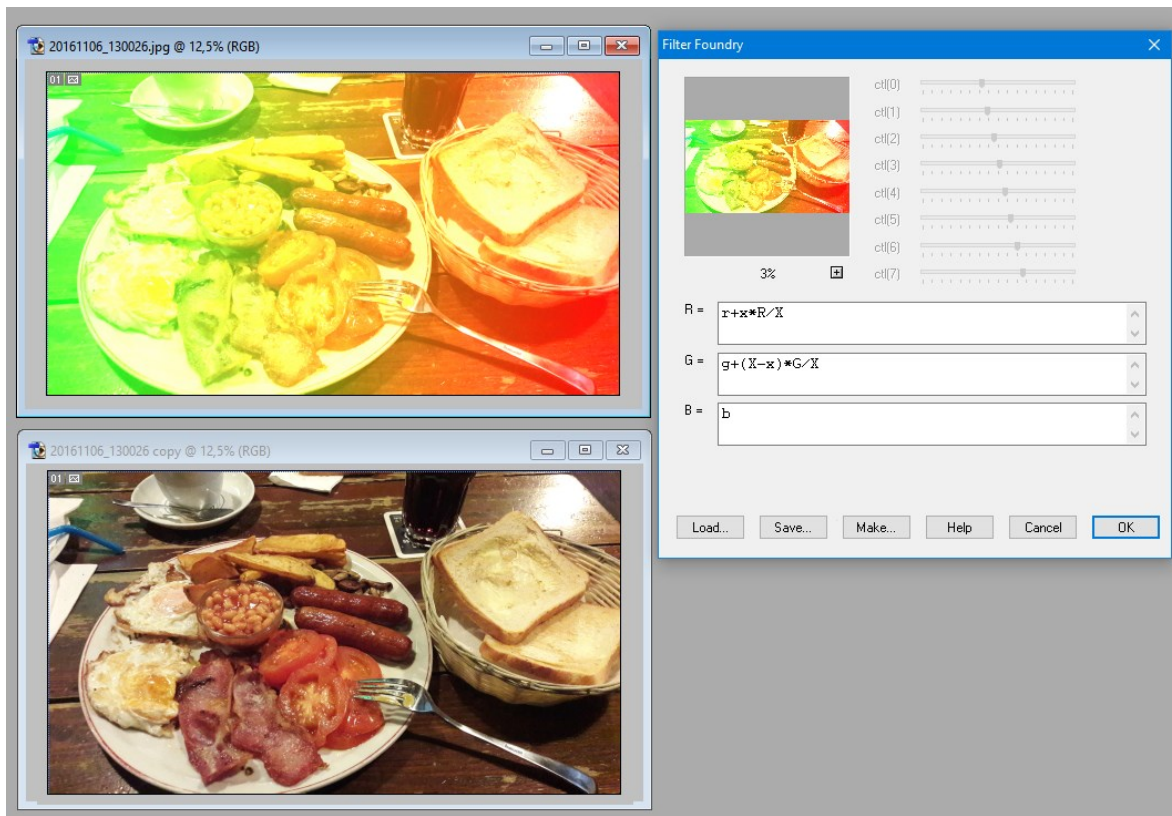 20161106_130026.jpg @ 12,5% (RGB)
01
20161106_130026 copy @ 12,5% (RGB)
01
Filter Foundry
ctl(0)
ctl(1)
ctl(2)
ctl(3)
ctl(4)
ctl(5)
ctl(6)
ctl(7)
3%
R = r+x*R/X
G = g+(X-x)*G/X
B = b
Load... Save... Make... Help Cancel OK